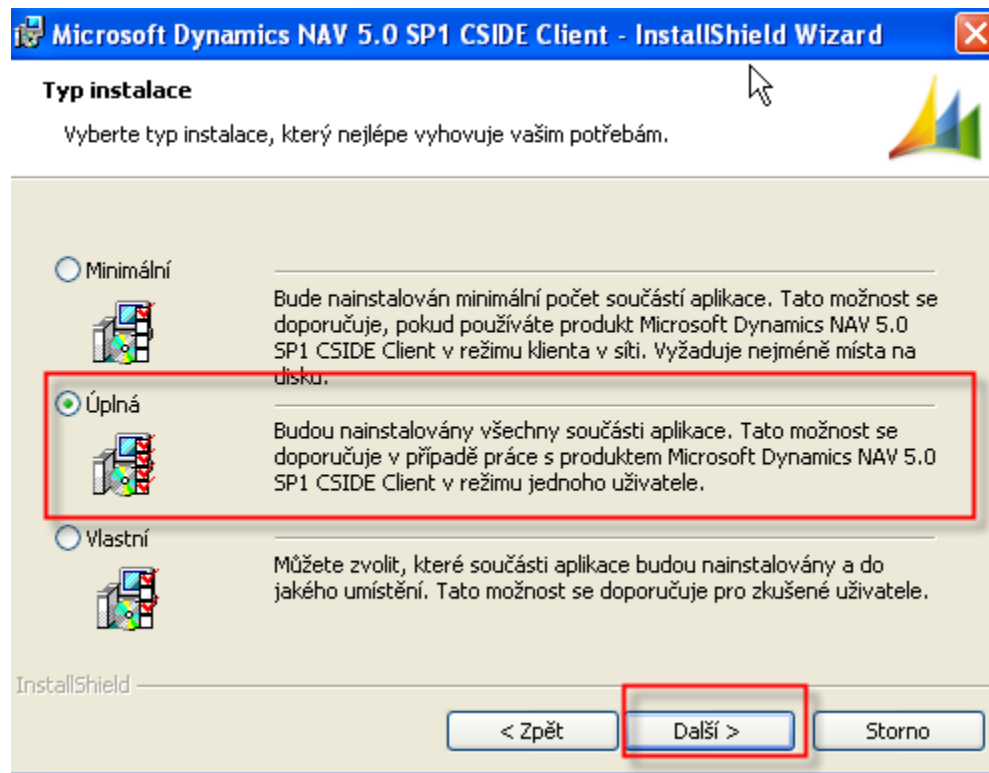 Microsoft Dynamics NAV 5.0 SP1 CSIDE Client - InstallShield Wizard
Typ instalace
Vyberte typ instalace, který nejlépe vyhovuje vašim potřebám.
Minimální
Bude nainstalován minimální počet součástí aplikace. Tato možnost se
doporučuje, pokud používáte produkt Microsoft Dynamics NAV 5.0
SP1 CSIDE Client v režimu klienta v síti. Vyžaduje nejméně místa na
disku.
Úplná
Budou nainstalovány všechny součásti aplikace. Tato možnost se
doporučuje v případě práce s produktem Microsoft Dynamics NAV 5.0
SP1 CSIDE Client v režimu jednoho uživatele.
Vlastní
Můžete zvolit, které součásti aplikace budou nainstalovány a do
jakého umístění. Tato možnost se doporučuje pro zkušené uživatele.
InstallShield
< Zpět
Další >
Storno